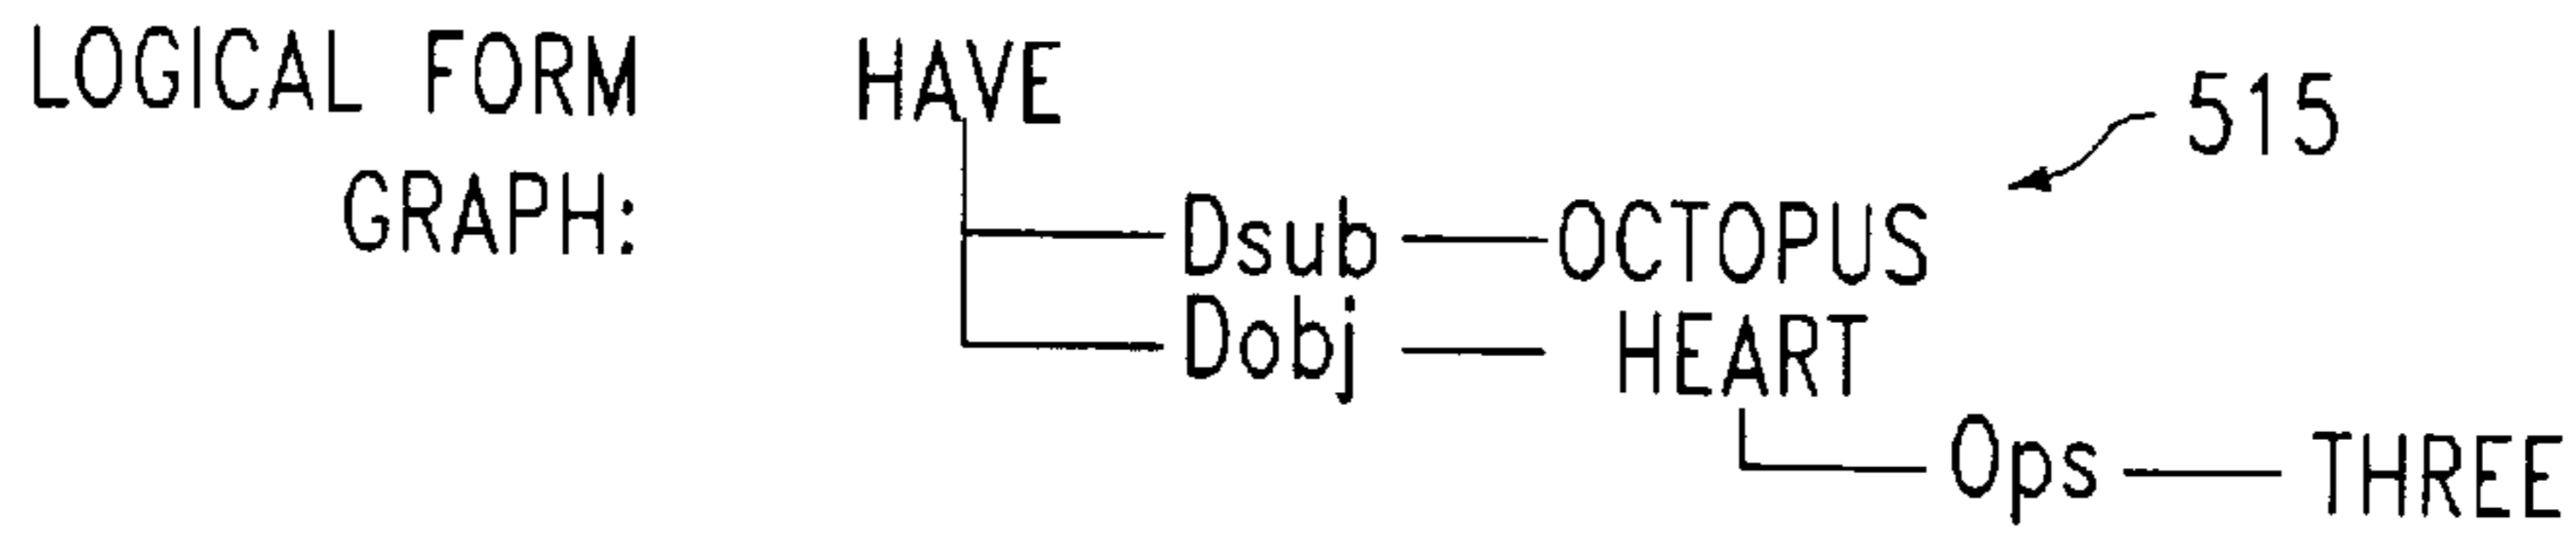 LOGICAL FORM HAVE
515
GRAPH: Dsub OCTOPUS
Dobj HEART
Ops THREE